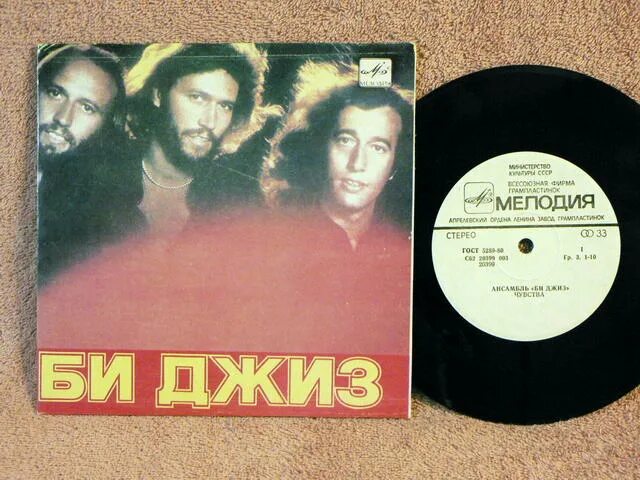 МЕЛОДИЯ
БИ ДЖИЗ
МИНИСТЕРСТВО
КУЛЬТУРЫ СССР
ВСЕСОЮЗНАЯ ФИРМА
ГРАМПЛАСТИНОК
МЕЛОДИЯ
АПРЕЛЕВСКИЙ ОРДЕНА ЛЕНИНА ЗАВОД ГРАМПЛАСТИНОК
СТЕРЕО 33
ГОСТ 5289-80 I
С62 20399 003 Гр. 3. 1-10
20399
АНСАМБЛЬ «БИ ДЖИЗ»
ЧУВСТВА